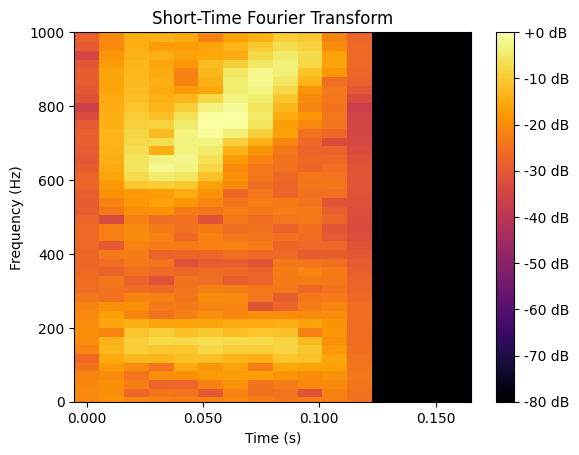 Short-Time Fourier Transform
1000
800
600
400
200
0
Frequency (Hz)
0.000
0.050
0.100
0.150
Time (s)
+0 dB
-10 dB
-20 dB
-30 dB
-40 dB
-50 dB
-60 dB
-70 dB
-80 dB